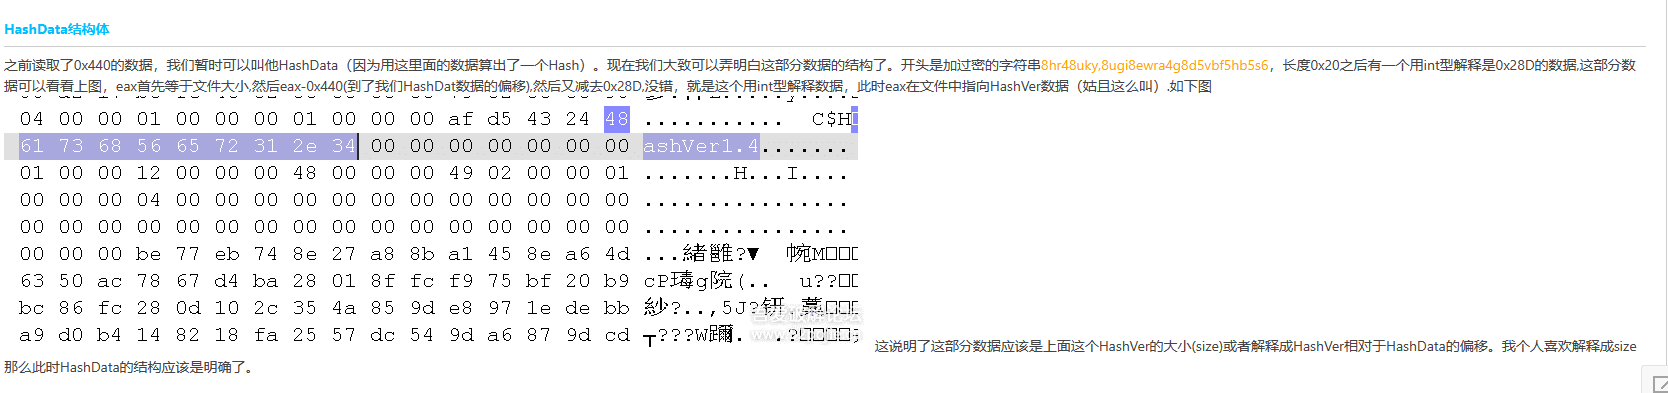 HashData结构体
之前读取了0x440的数据，我们暂时可以叫他HashData（因为用这里面的数据算出了一个Hash）。现在我们大致可以弄明白这部分数据的结构了。开头是加过密的字符串8hr48uky,8ugi8ewra4g8d5vbf5hb5s6，长度0x20之后有一个用int型解释是0x28D的数据,这部分数
据可以看看上图，eax首先等于文件大小,然后eax-0x440(到了我们HashDat数据的偏移),然后又减去0x28D,没错，就是这个用int型解释数据，此时eax在文件中指向HashVer数据（姑且这么叫）.如下图
04 00 00 01 00 00 00 01 00 00 00 af d5 43 24 48 ........... C$H
61 73 68 56 65 72 31 2e 34 00 00 00 00 00 00 00 ashVer1.4.......
01 00 00 12 00 00 00 48 00 00 00 49 02 00 00 01 .......H...I....
00 00 00 04 00 00 00 00 00 00 00 00 00 00 00 00 ................
00 00 00 00 00 00 00 00 00 00 00 00 00 00 00 00 ................
00 00 00 be 77 eb 74 8e 27 a8 8b a1 45 8e a6 4d ...緒雝?▼ 惋M
63 50 ac 78 67 d4 ba 28 01 8f fc f9 75 bf 20 b9 cP g院(.. u??
bc 86 fc 28 0d 10 2c 35 4a 85 9d e8 97 1e de bb ?..,5J?
a9 d0 b4 14 82 18 fa 25 57 dc 54 9d a6 87 9d cd ???W
这说明了这部分数据应该是上面这个HashVer的大小(size)或者解释成HashVer相对于HashData的偏移。我个人喜欢解释成size
那么此时HashData的结构应该是明确了。